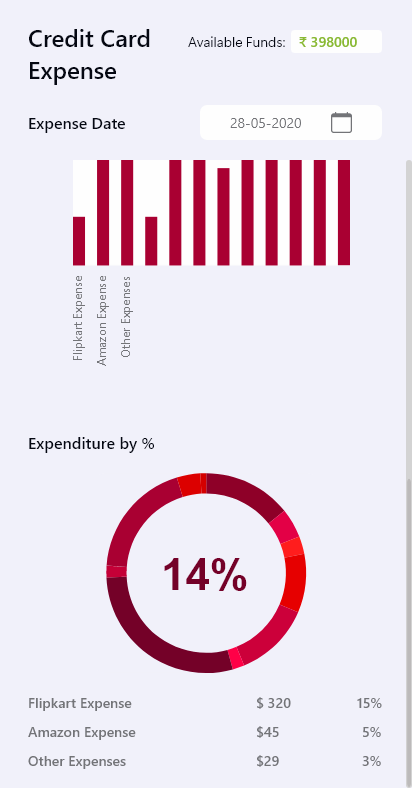 Credit Card
Expense
Available Funds: ₹ 398000
Expense Date
28-05-2020
Flipkart Expense
Amazon Expense
Other Expenses
Expenditure by %
14%
Flipkart Expense $ 320 15%
Amazon Expense $45 5%
Other Expenses $29 3%